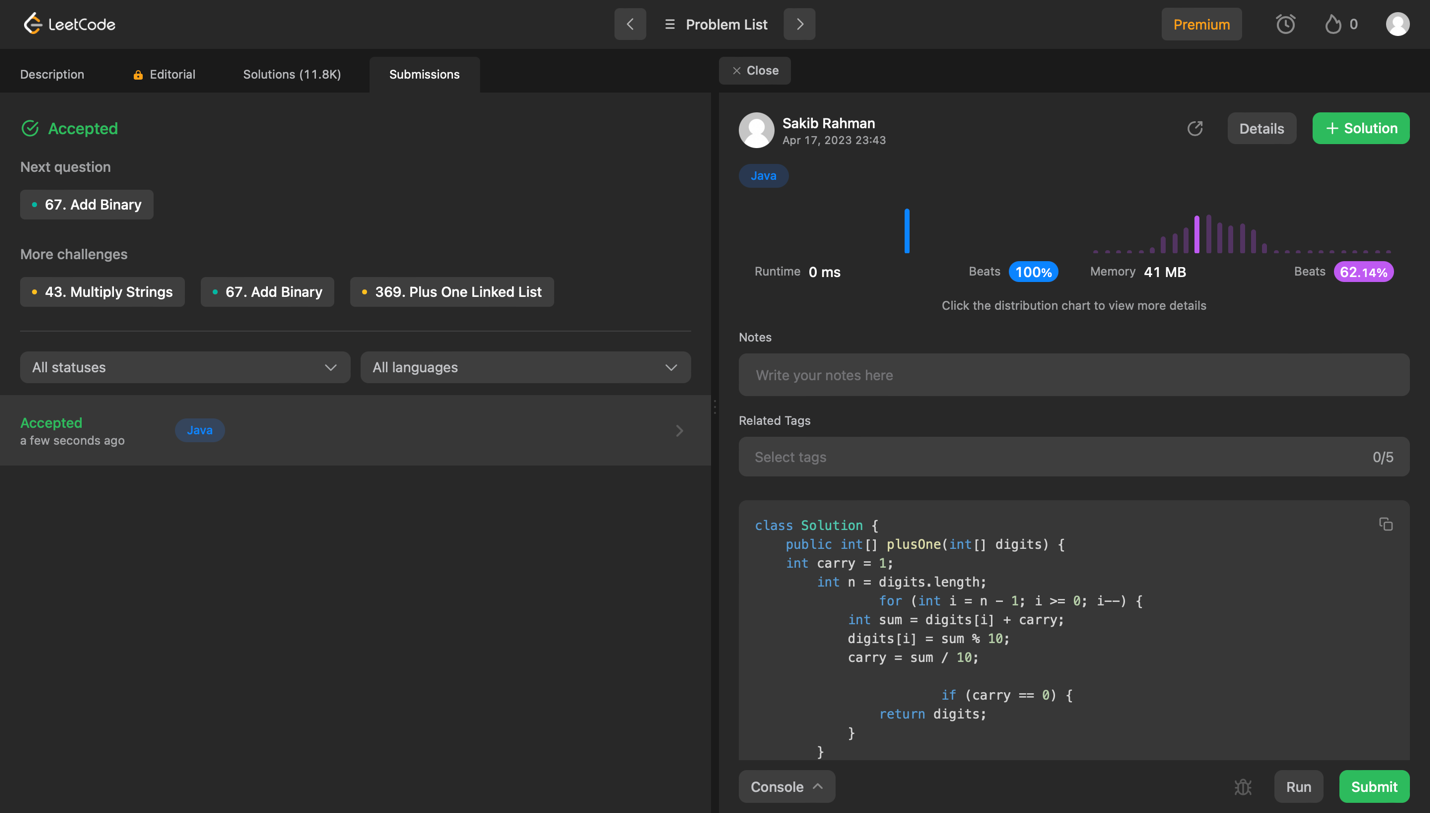 LeetCode
Problem List
Premium
0
Description
Editorial
Solutions (11.8K)
Submissions
Accepted
Next question
67. Add Binary
More challenges
43. Multiply Strings
67. Add Binary
369. Plus One Linked List
All statuses
All languages
Accepted
a few seconds ago
Java
Close
Sakib Rahman
Apr 17, 2023 23:43
Details
+ Solution
Java
Runtime 0 ms
Beats 100%
Memory 41 MB
Beats 62.14%
Click the distribution chart to view more details
Notes
Write your notes here
Related Tags
Select tags
0/5
class Solution {
    public int[] plusOne(int[] digits) {
    int carry = 1;
        int n = digits.length;
                for (int i = n - 1; i >= 0; i--) {
            int sum = digits[i] + carry;
            digits[i] = sum % 10;
            carry = sum / 10;
                        if (carry == 0) {
                return digits;
            }
        }
Console
Run
Submit